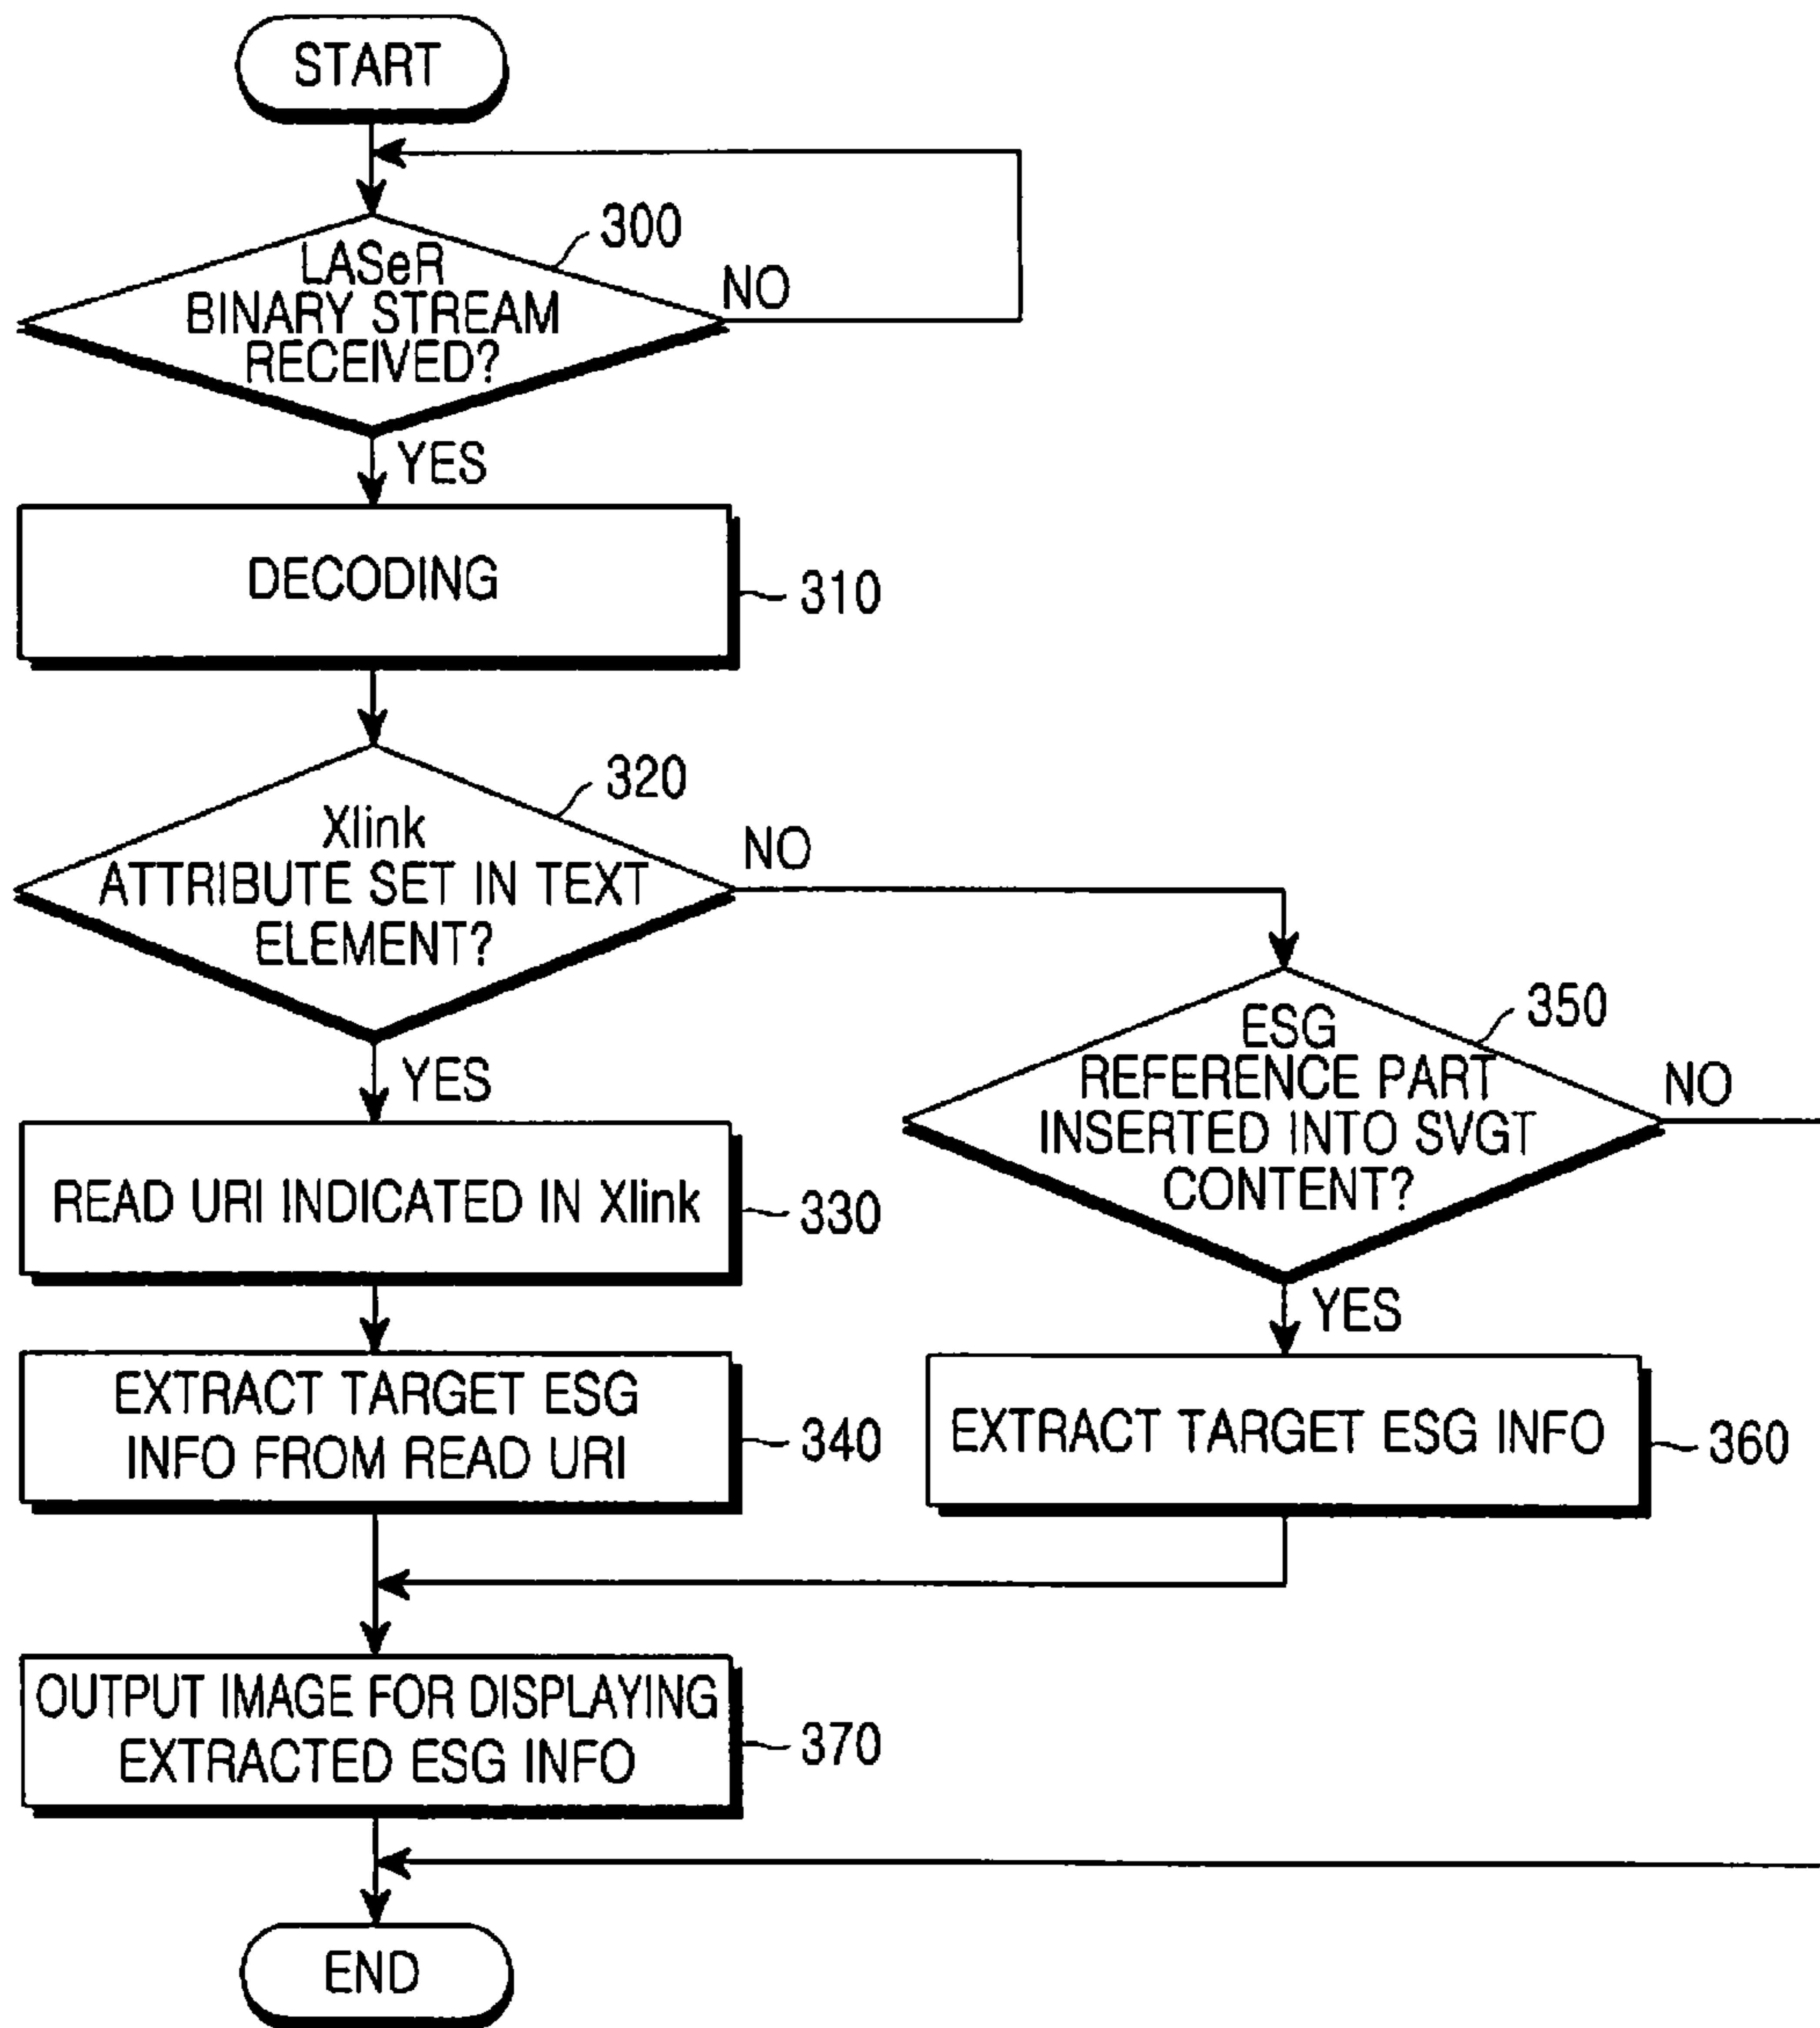 START
300
LASeR
BINARY STREAM
RECEIVED?
NO
YES
DECODING
310
320
Xlink
ATTRIBUTE SET IN TEXT
ELEMENT?
NO
YES
350
ESG
REFERENCE PART
INSERTED INTO SVGT
CONTENT?
NO
YES
READ URI INDICATED IN Xlink
330
EXTRACT TARGET ESG
INFO FROM READ URI
340
EXTRACT TARGET ESG INFO
360
OUTPUT IMAGE FOR DISPLAYING
EXTRACTED ESG INFO
370
END